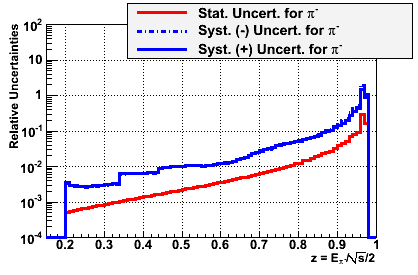 Stat. Uncert. for π⁻
Syst. (-) Uncert. for π⁻
Syst. (+) Uncert. for π⁻
Relative Uncertainties
10²
10
1
10⁻¹
10⁻²
10⁻³
10⁻⁴
0.2 0.3 0.4 0.5 0.6 0.7 0.8 0.9 1
z = E_π-/√s/2